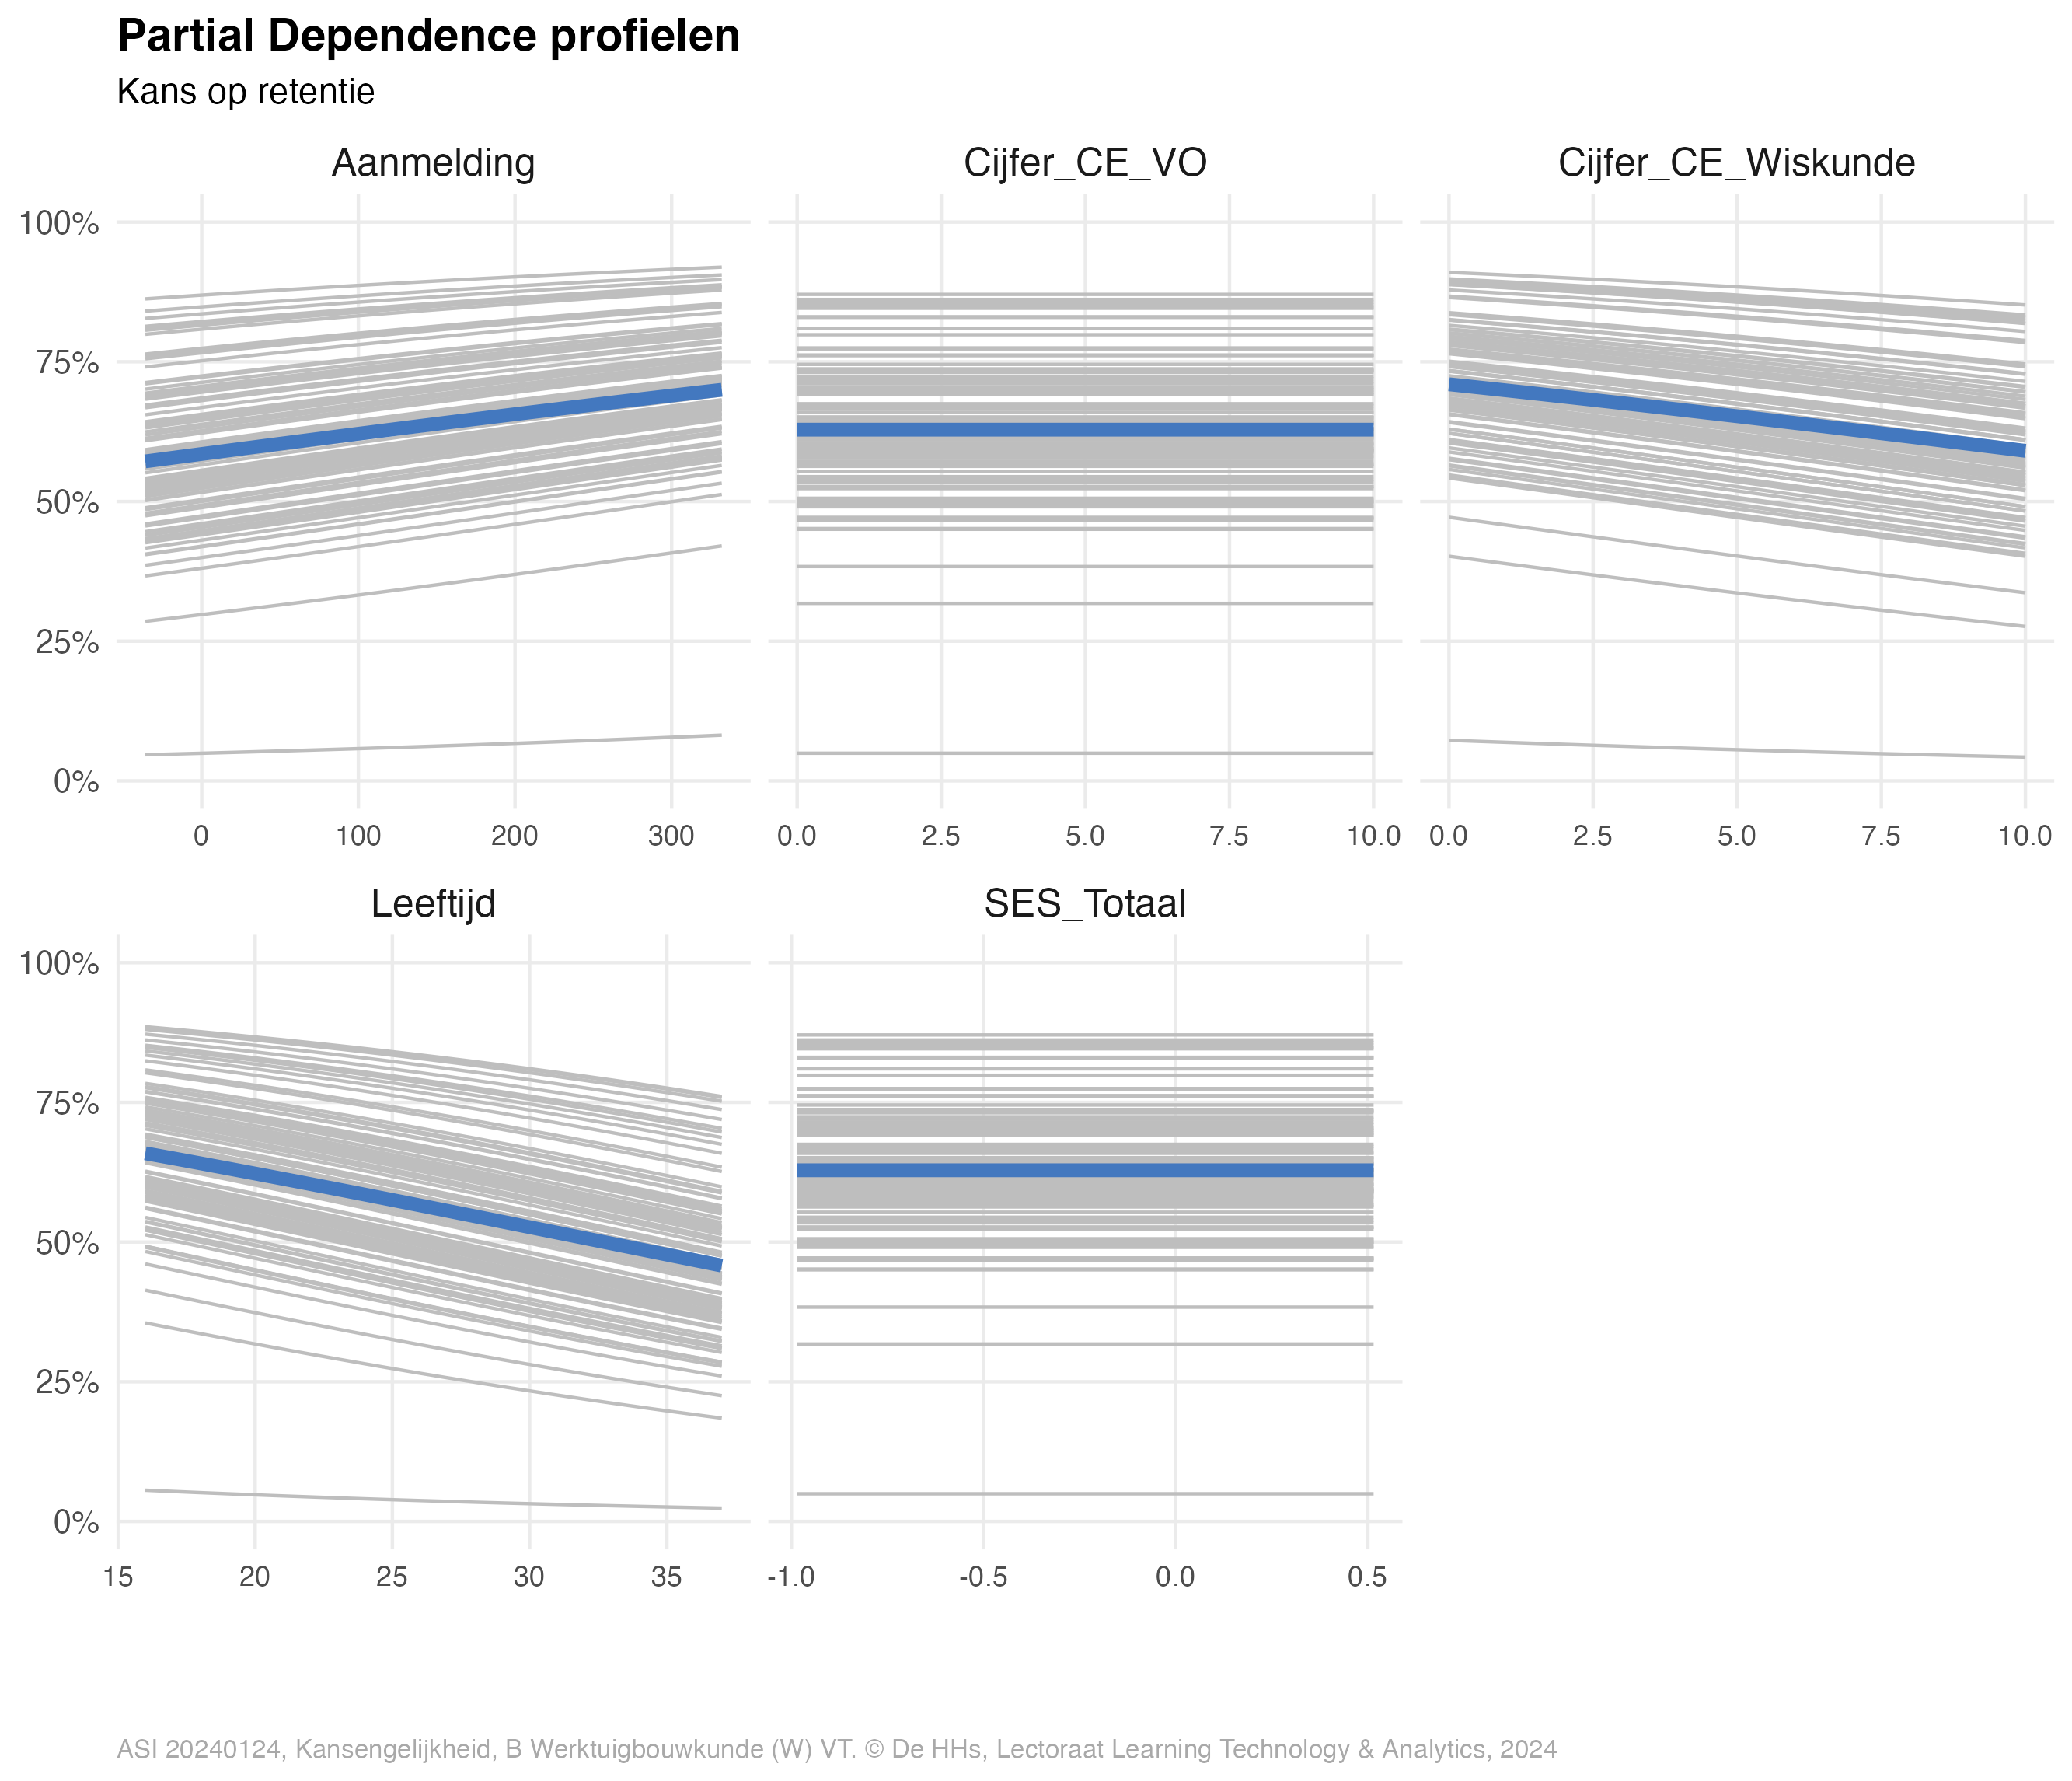 Partial Dependence profielen
Kans op retentie
Aanmelding
Cijfer_CE_VO
Cijfer_CE_Wiskunde
100%
75%
50%
25%
0%
0 100 200 300
0.0 2.5 5.0 7.5 10.0
0.0 2.5 5.0 7.5 10.0
Leeftijd
SES_Totaal
100%
75%
50%
25%
0%
15 20 25 30 35
-1.0 -0.5 0.0 0.5
ASI 20240124, Kansengelijkheid, B Werktuigbouwkunde (W) VT. © De HHs, Lectoraat Learning Technology & Analytics, 2024